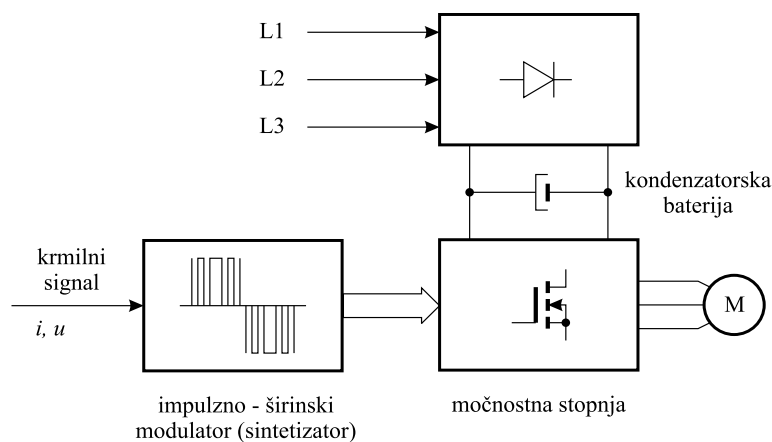 L1
L2
L3
kondenzatorska
baterija
krmilni
signal
i, u
M
impulzno - širinski
modulator (sintetizator)
močnostna stopnja